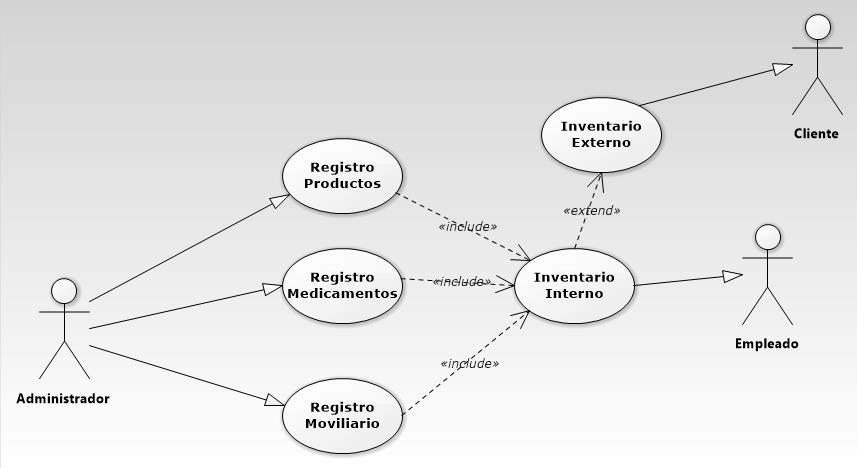 Cliente
Inventario
Externo
Registro
Productos
«extend»
«include»
Inventario
Interno
Registro
Medicamentos
«include»
Empleado
«include»
Administrador
Registro
Moviliario